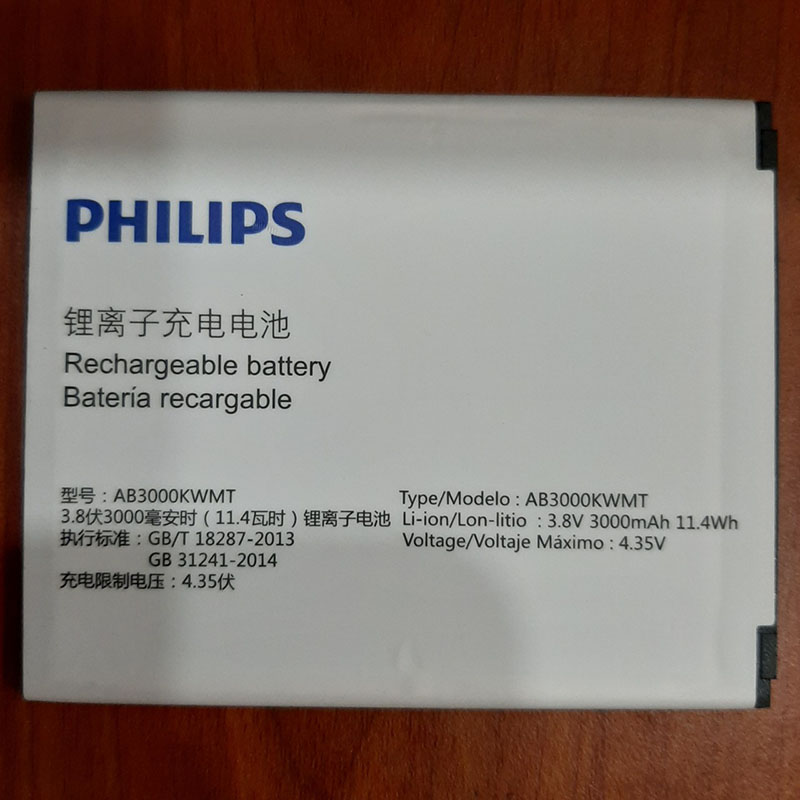 PHILIPS
锂离子充电电池
Rechargeable battery
Batería recargable
型号：AB3000KWMT
3.8伏3000毫安时（11.4瓦时）锂离子电池
执行标准：GB/T 18287-2013
GB 31241-2014
充电限制电压：4.35伏
Type/Modelo : AB3000KWMT
Li-ion/Lon-litio : 3.8V 3000mAh 11.4Wh
Voltage/Voltaje Máximo : 4.35V